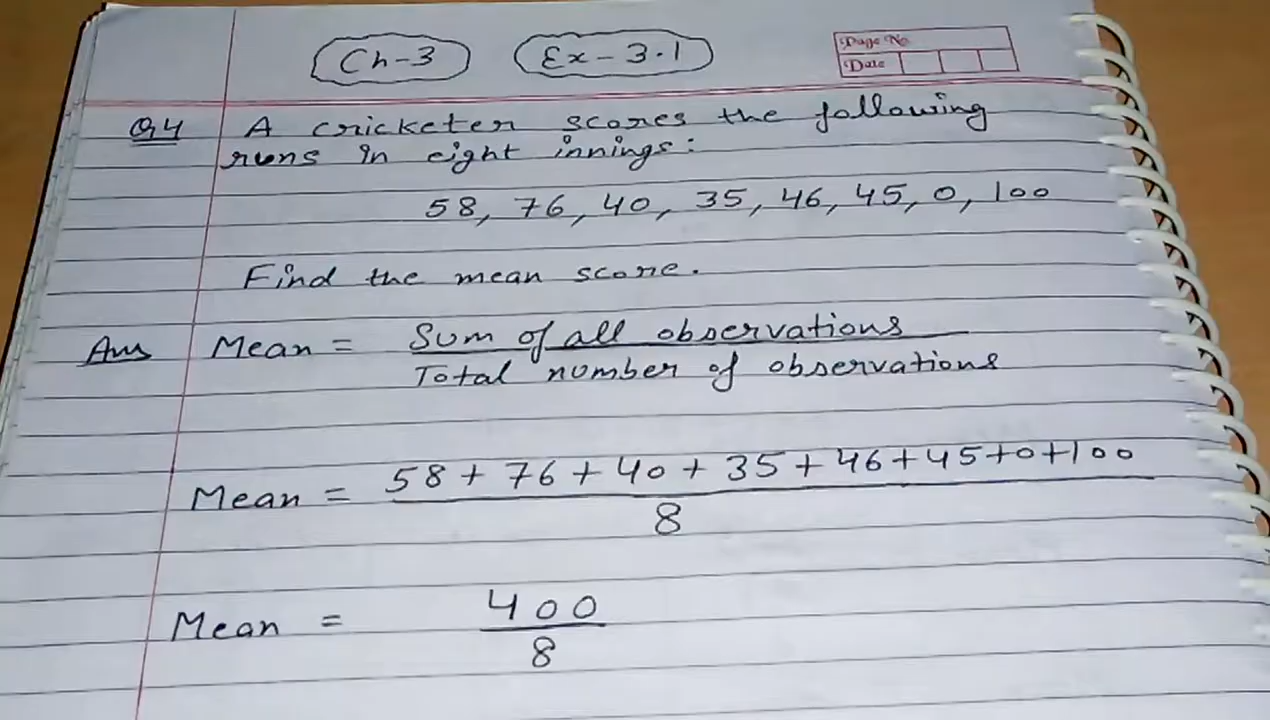 Ch-3 Ex-3.1
Page No.
Date
Q4 A cricketer scores the following
runs in eight innings:
58, 76, 40, 35, 46, 45, 0, 100
Find the mean score.
Ans Mean = Sum of all observations
Total number of observations
Mean = 58 + 76 + 40 + 35 + 46 + 45 + 0 + 100
8
Mean = 400
8